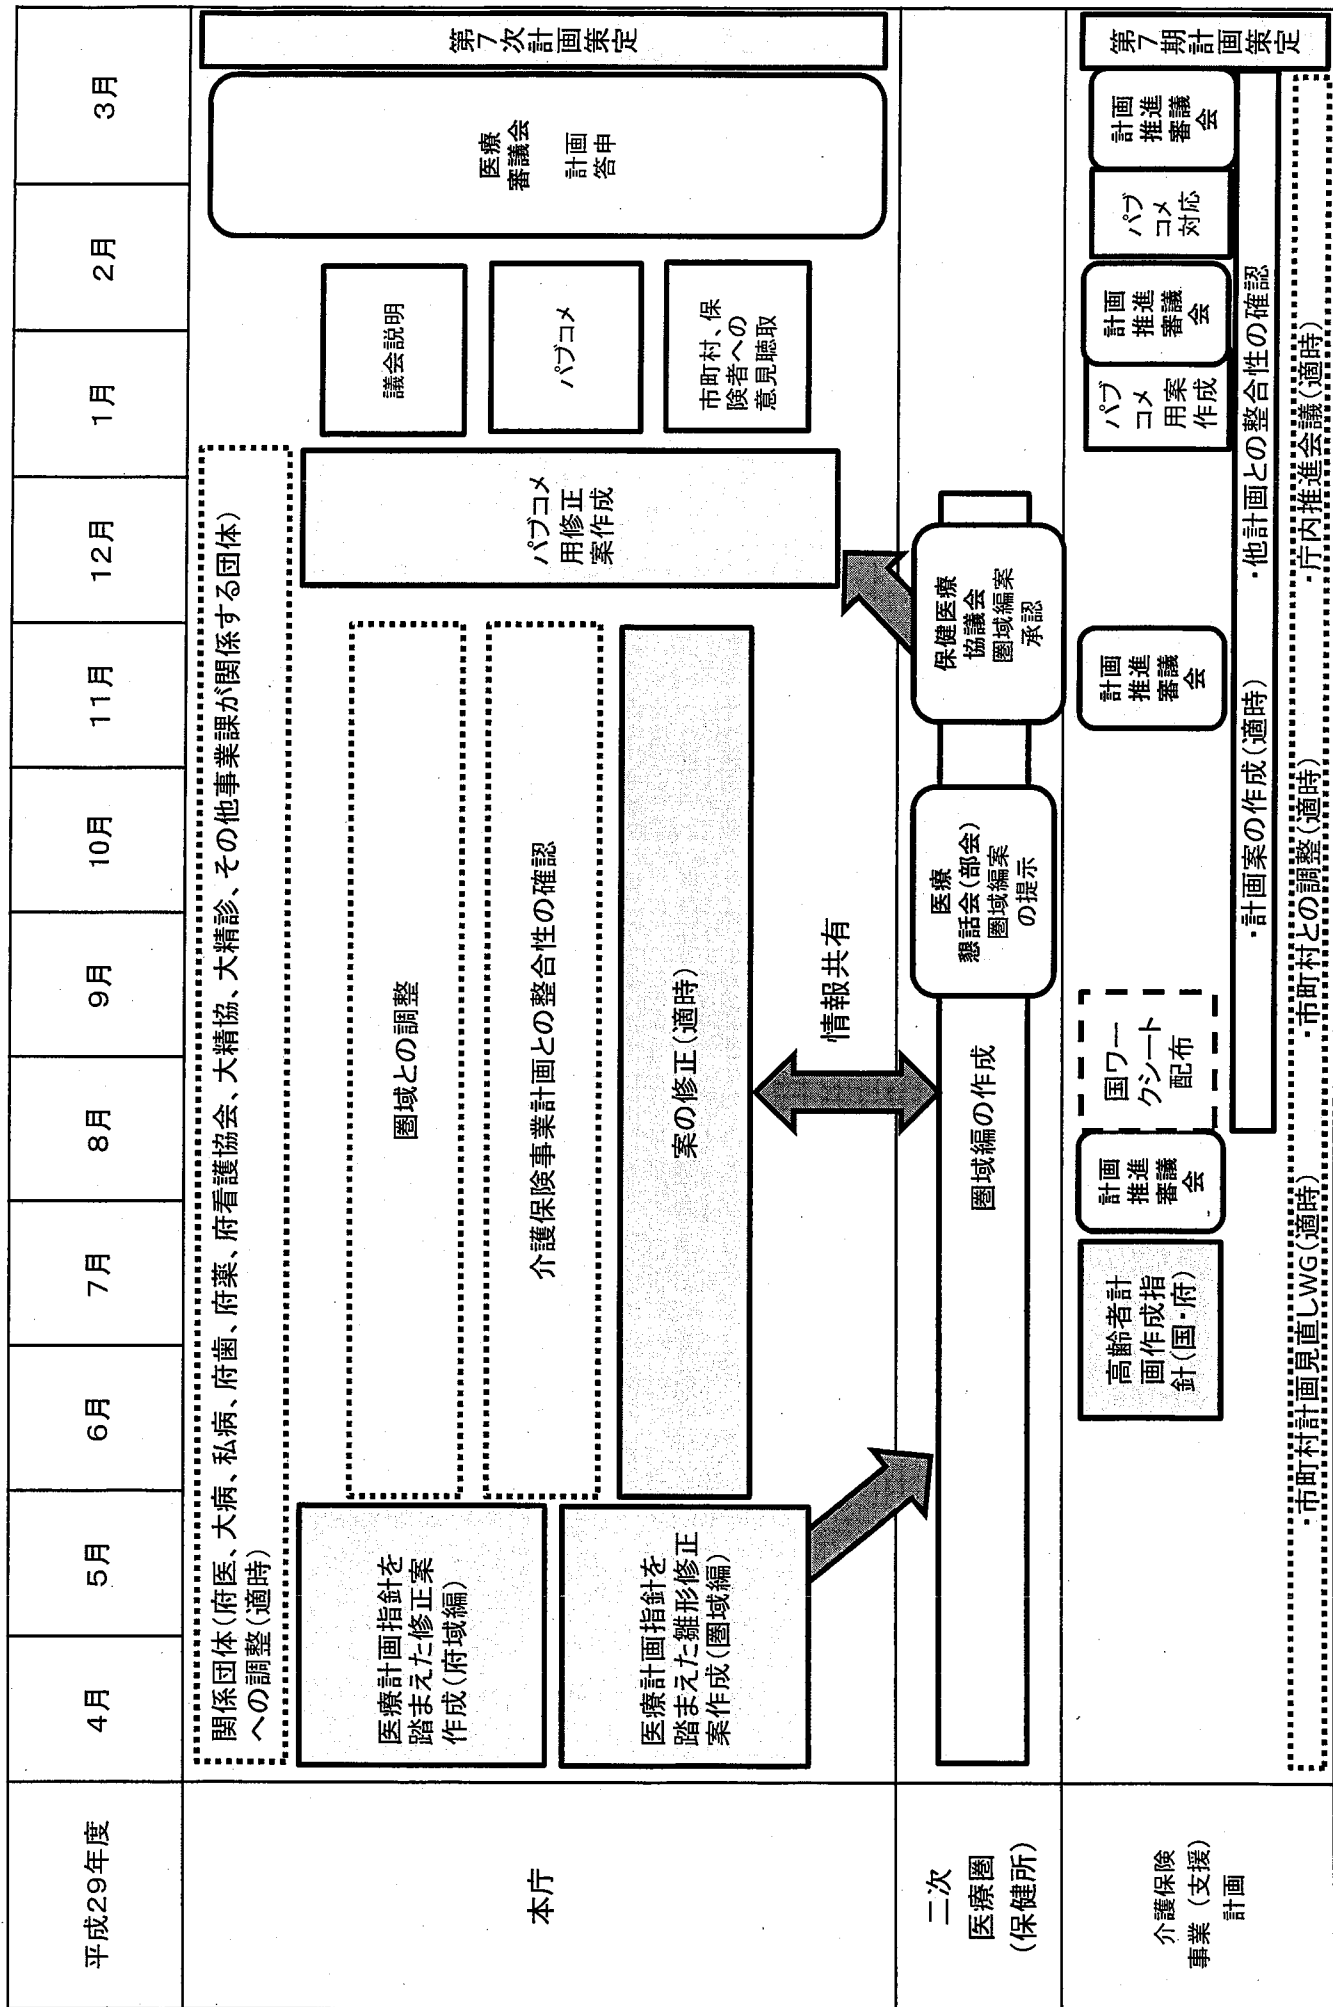 平成29年度
4月
5月
6月
7月
8月
9月
10月
11月
12月
1月
2月
3月
本庁
関係団体(府医、大病、私病、府歯、府薬、府看護協会、大精協、大精診、その他事業課が関係する団体)
への調整(適時)
医療計画指針を
踏まえた修正案
作成(府域編)
医療計画指針を
踏まえた雛形修正
案作成(圏域編)
圏域との調整
介護保険事業計画との整合性の確認
案の修正(適時)
情報共有
パブコメ
用修正
案作成
議会説明
パブコメ
市町村、保
険者への
意見聴取
医療
審議会
計画
答申
第7次計画策定
二次
医療圏
(保健所)
圏域編の作成
医療
懇話会(部会)
圏域編案
の提示
保健医療
協議会
圏域編案
承認
介護保険
事業(支援)
計画
高齢者計
画作成指
針(国・府)
計画
推進
審議
会
国ワー
クシート
配布
計画
推進
審議
会
パブ
コメ
用案
作成
計画
推進
審議
会
パブ
コメ
対応
計画
推進
審議
会
第7期計画策定
・計画案の作成(適時)
・他計画との整合性の確認
・市町村計画見直しWG(適時)
・市町村との調整(適時)
・庁内推進会議(適時)